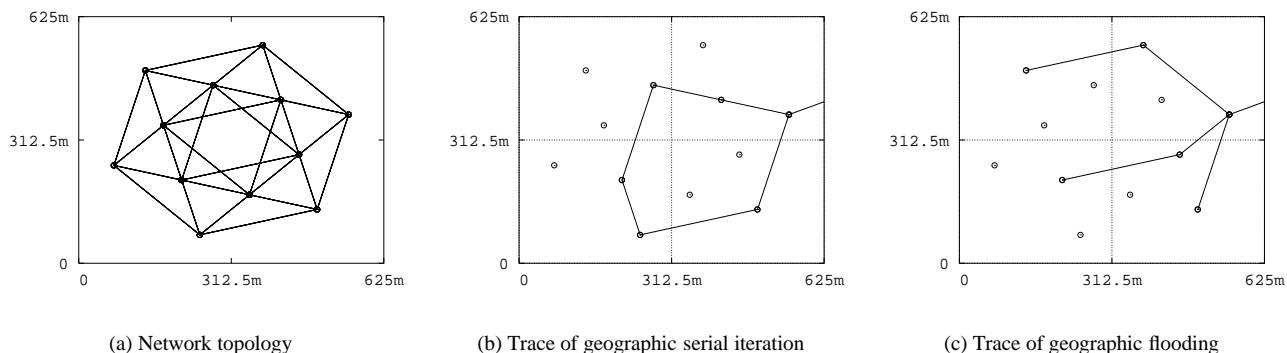 625m 625m 625m
312.5m 312.5m 312.5m
0 0 0
0 312.5m 625m 0 312.5m 625m 0 312.5m 625m
(a) Network topology (b) Trace of geographic serial iteration (c) Trace of geographic flooding